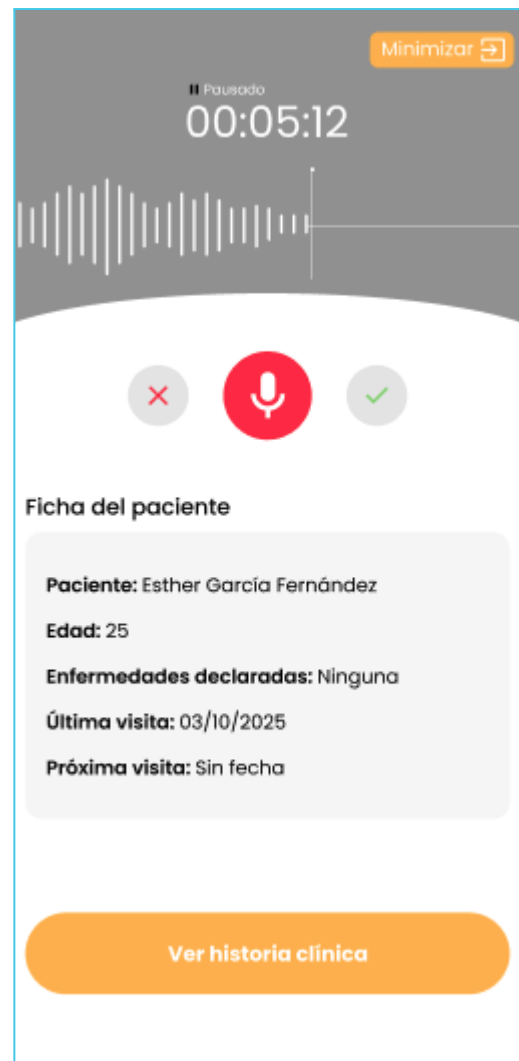 Minimizar
Pausado
00:05:12
Ficha del paciente
Paciente: Esther García Fernández
Edad: 25
Enfermedades declaradas: Ninguna
Última visita: 03/10/2025
Próxima visita: Sin fecha
Ver historia clínica